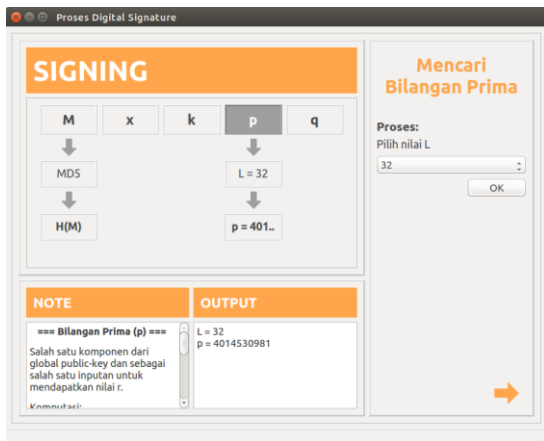 Proses Digital Signature
SIGNING
M x k p q
MD5 L = 32
H(M) p = 401..
Mencari
Bilangan Prima
Proses:
Pilih nilai L
32
OK
NOTE
=== Bilangan Prima (p) ===
Salah satu komponen dari
global public-key dan sebagai
salah satu inputan untuk
mendapatkan nilai r.
Komputasi:
OUTPUT
L = 32
p = 4014530981